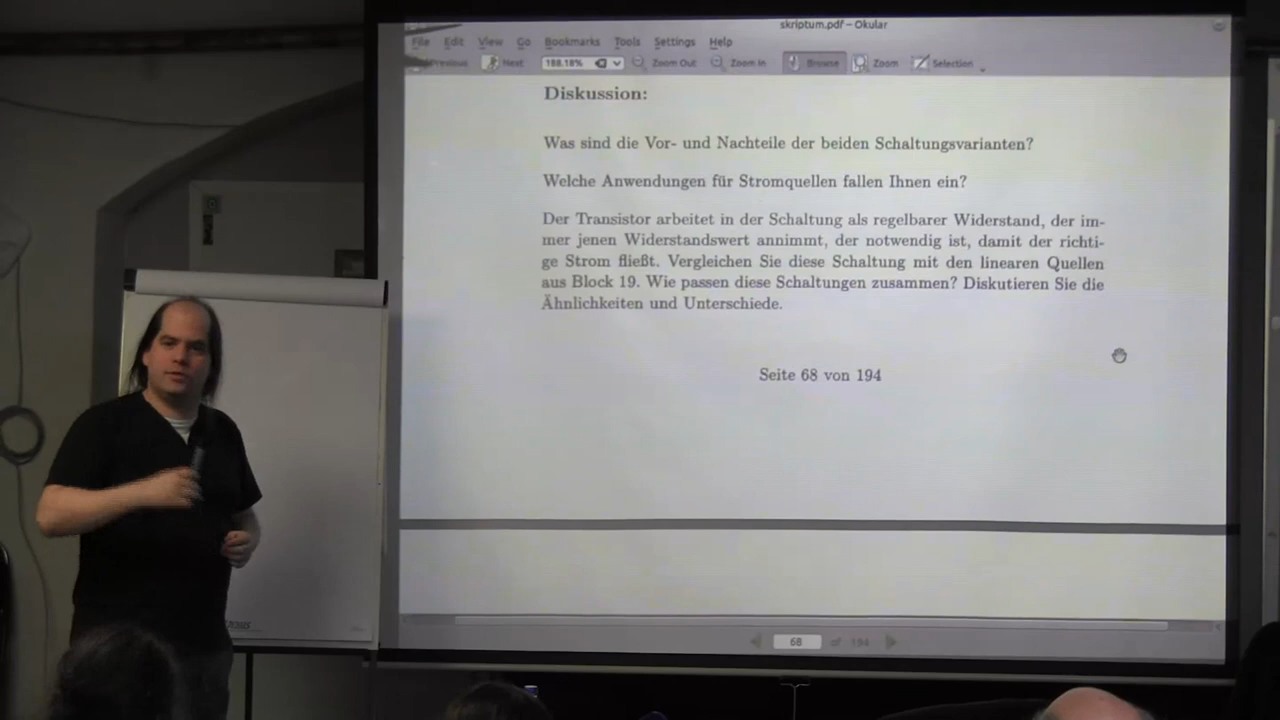 skriptum.pdf – Okular
File Edit View Go Bookmarks Tools Settings Help
Previous Next 188.18% Zoom Out Zoom In Browse Zoom Selection
Diskussion:
Was sind die Vor- und Nachteile der beiden Schaltungsvarianten?
Welche Anwendungen für Stromquellen fallen Ihnen ein?
Der Transistor arbeitet in der Schaltung als regelbarer Widerstand, der im-
mer jenen Widerstandswert annimmt, der notwendig ist, damit der richti-
ge Strom fließt. Vergleichen Sie diese Schaltung mit den linearen Quellen
aus Block 19. Wie passen diese Schaltungen zusammen? Diskutieren Sie die
Ähnlichkeiten und Unterschiede.
Seite 68 von 194
68 of 194